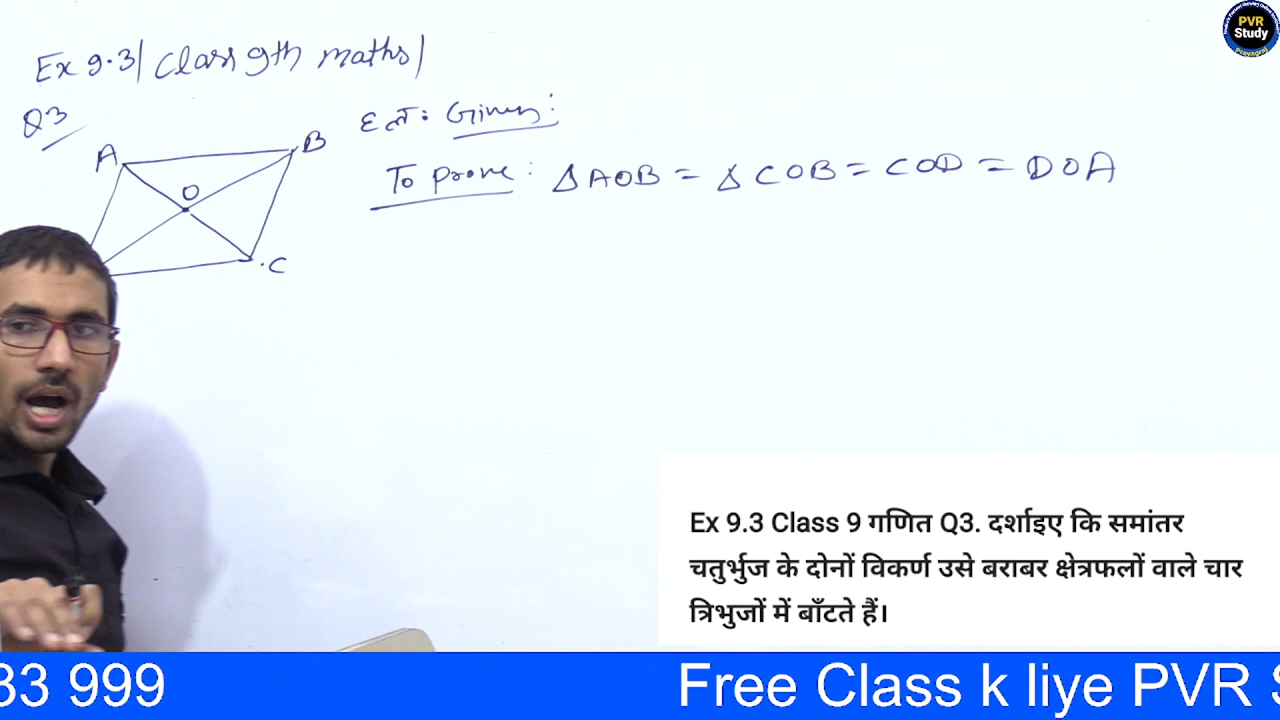 Ex 9.3| Class 9th maths|
Q3
A
B
O
C
हल: Given:
To prove: Δ AOB = Δ COB = COD = DOA
PVR
Study
Ex 9.3 Class 9 गणित Q3. दर्शाइए कि समांतर
चतुर्भुज के दोनों विकर्ण उसे बराबर क्षेत्रफलों वाले चार
त्रिभुजों में बाँटते हैं।
33 999
Free Class k liye PVR S